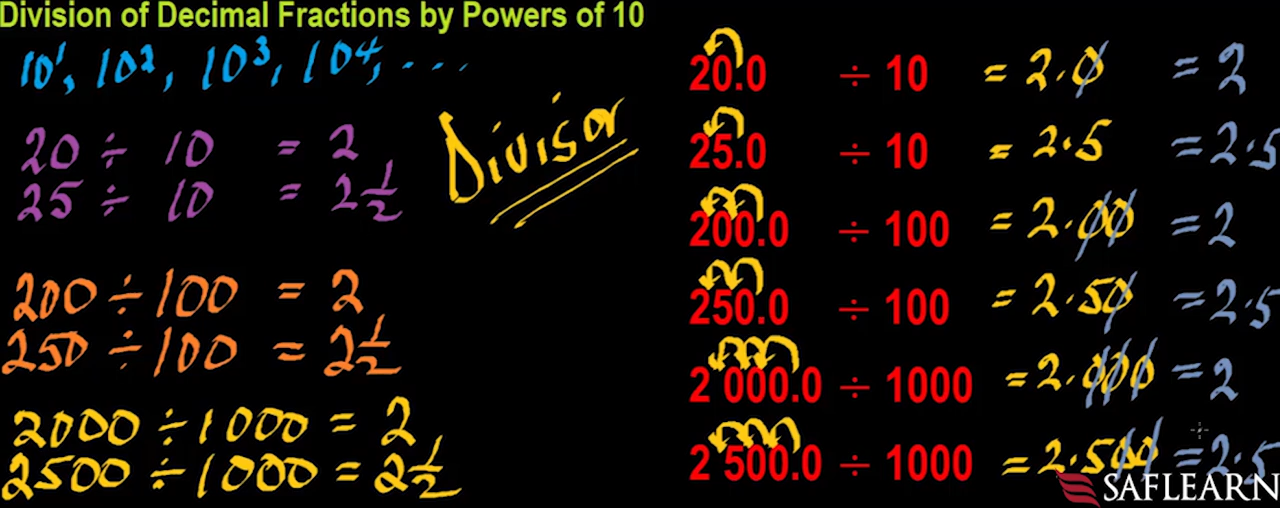 Division of Decimal Fractions by Powers of 10
10¹, 10², 10³, 10⁴, ...
20 ÷ 10 = 2
25 ÷ 10 = 2½
Divisor
200 ÷ 100 = 2
250 ÷ 100 = 2½
2000 ÷ 1000 = 2
2500 ÷ 1000 = 2½
20.0 ÷ 10 = 2.0 = 2
25.0 ÷ 10 = 2.5 = 2.5
200.0 ÷ 100 = 2.00 = 2
250.0 ÷ 100 = 2.50 = 2.5
2 000.0 ÷ 1000 = 2.000 = 2
2 500.0 ÷ 1000 = 2.500 = 2.5
SAFLEARN